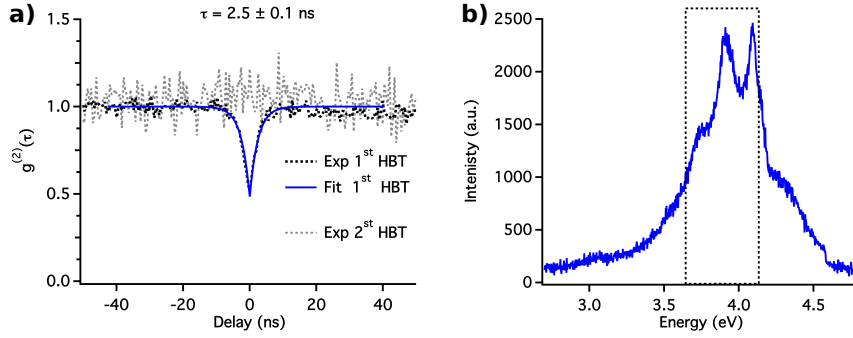 a)
τ = 2.5 ± 0.1 ns
1.5
1.0
0.5
0.0
g(2)(τ)
Exp 1st HBT
Fit 1st HBT
Exp 2st HBT
-40
-20
0
20
40
Delay (ns)
b)
2500
2000
1500
1000
500
0
Intenisty (a.u.)
3.0
3.5
4.0
4.5
Energy (eV)